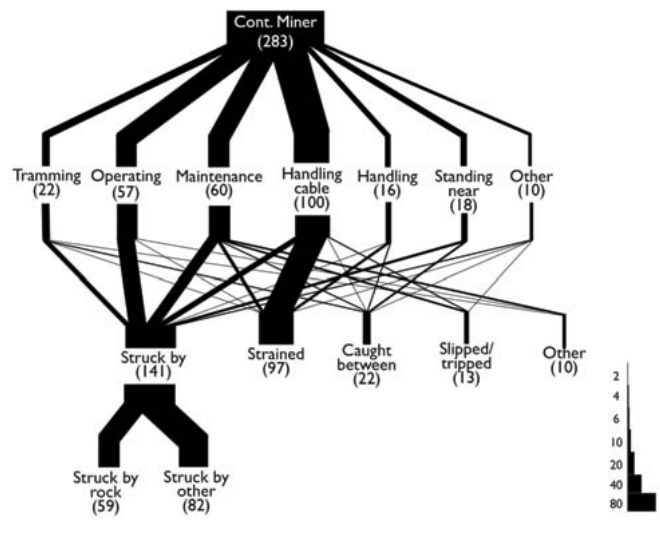 Cont. Miner
(283)
Tramming
(22)
Operating
(57)
Maintenance
(60)
Handling
cable
(100)
Handling
(16)
Standing
near
(18)
Other
(10)
Struck by
(141)
Strained
(97)
Caught
between
(22)
Slipped/
tripped
(13)
Other
(10)
Struck by
rock
(59)
Struck by
other
(82)
2
4
6
10
20
40
80